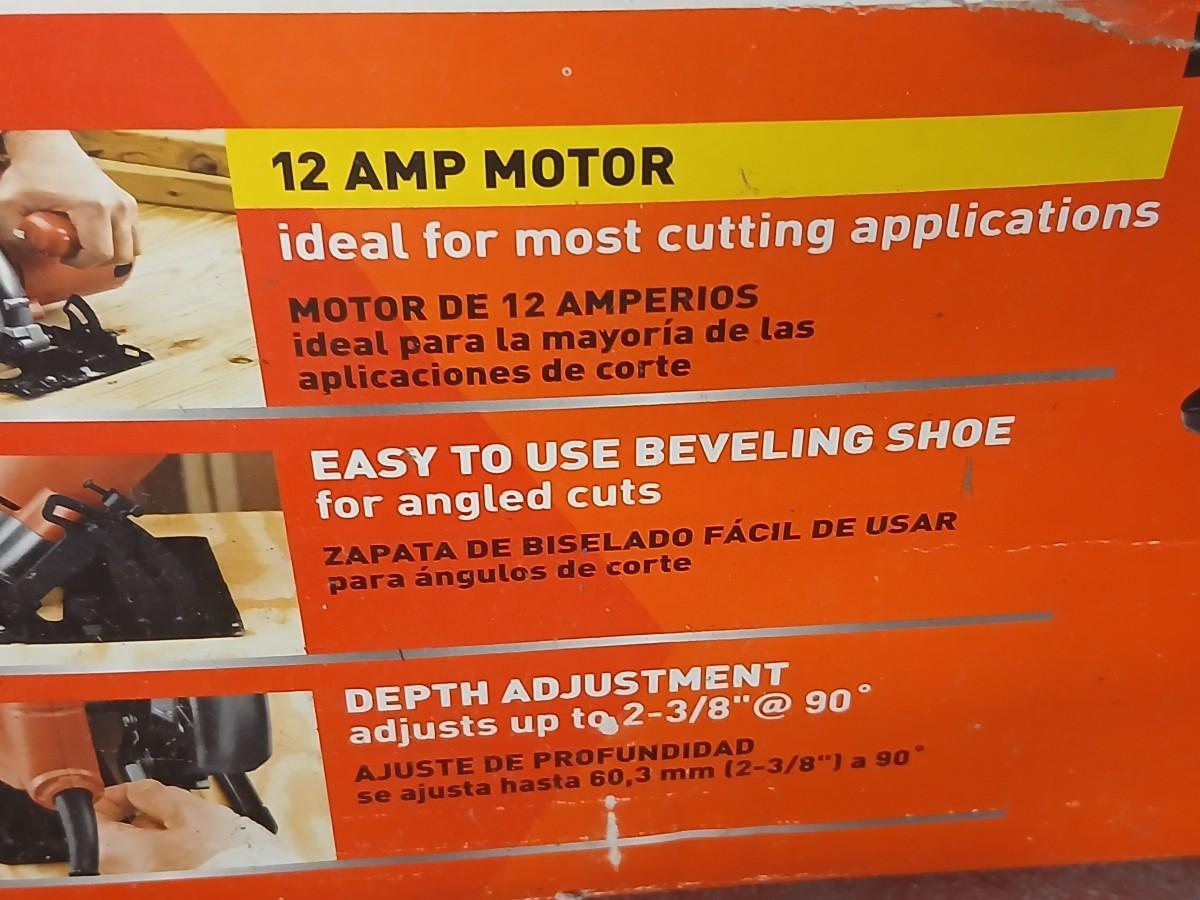 12 AMP MOTOR
ideal for most cutting applications
MOTOR DE 12 AMPERIOS
ideal para la mayoría de las
aplicaciones de corte
EASY TO USE BEVELING SHOE
for angled cuts
ZAPATA DE BISELADO FÁCIL DE USAR
para ángulos de corte
DEPTH ADJUSTMENT
adjusts up to 2-3/8"@ 90°
AJUSTE DE PROFUNDIDAD
se ajusta hasta 60,3 mm (2-3/8") a 90°